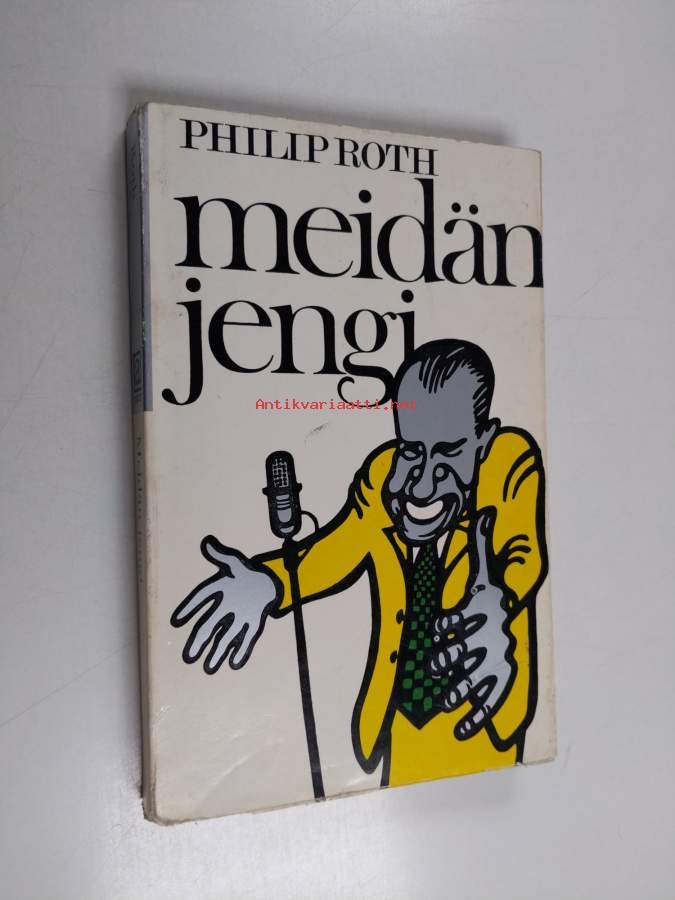 PHILIP ROTH
meidän
jengi
Antikvariaatti.net